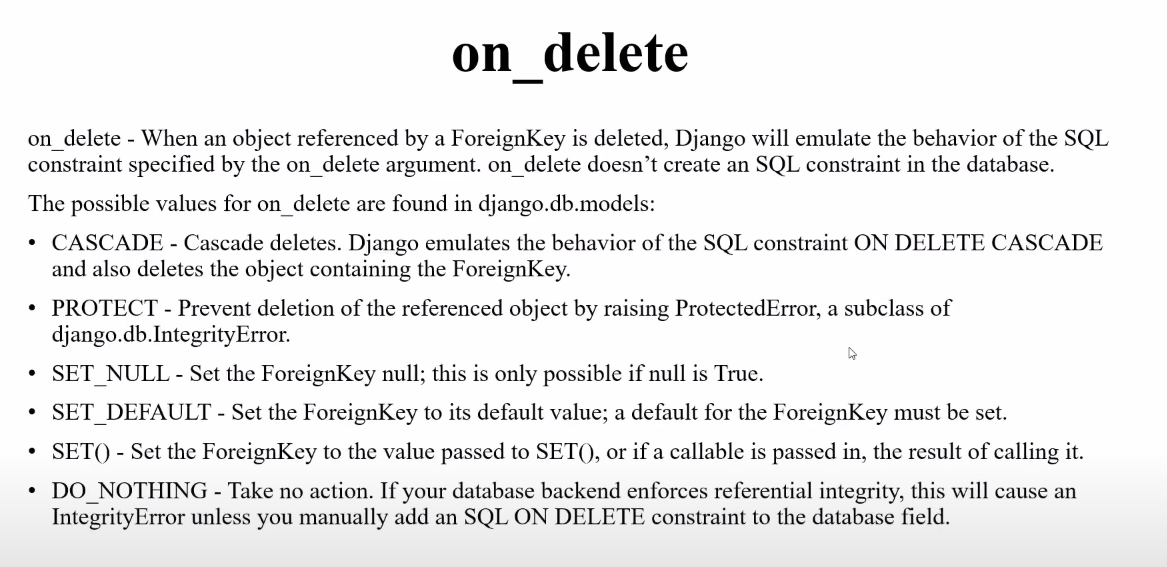 on_delete
on_delete - When an object referenced by a ForeignKey is deleted, Django will emulate the behavior of the SQL
constraint specified by the on_delete argument. on_delete doesn’t create an SQL constraint in the database.
The possible values for on_delete are found in django.db.models:
• CASCADE - Cascade deletes. Django emulates the behavior of the SQL constraint ON DELETE CASCADE
and also deletes the object containing the ForeignKey.
• PROTECT - Prevent deletion of the referenced object by raising ProtectedError, a subclass of
django.db.IntegrityError.
• SET_NULL - Set the ForeignKey null; this is only possible if null is True.
• SET_DEFAULT - Set the ForeignKey to its default value; a default for the ForeignKey must be set.
• SET() - Set the ForeignKey to the value passed to SET(), or if a callable is passed in, the result of calling it.
• DO_NOTHING - Take no action. If your database backend enforces referential integrity, this will cause an
IntegrityError unless you manually add an SQL ON DELETE constraint to the database field.